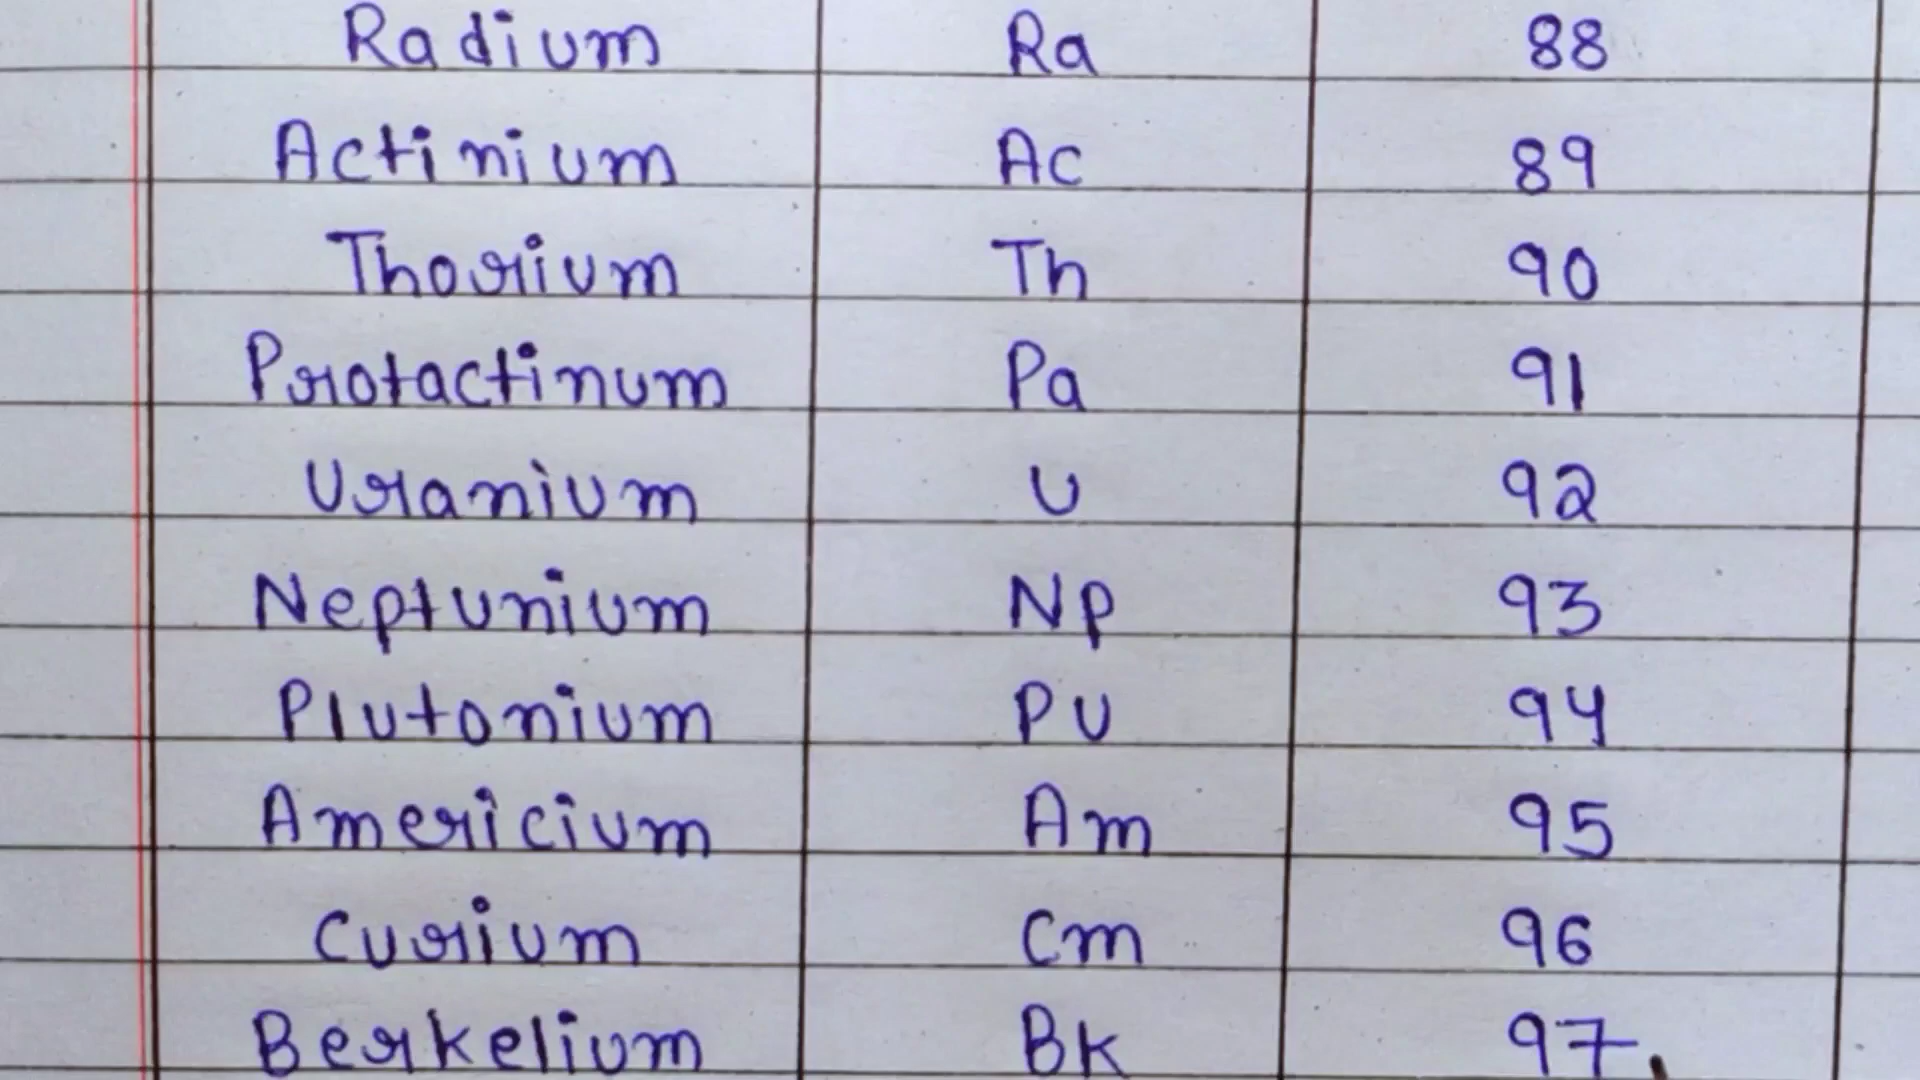 Radium Ra 88
Actinium Ac 89
Thorium Th 90
Protactinum Pa 91
Uranium U 92
Neptunium Np 93
Plutonium Pu 94
Americium Am 95
Curium Cm 96
Berkelium Bk 97